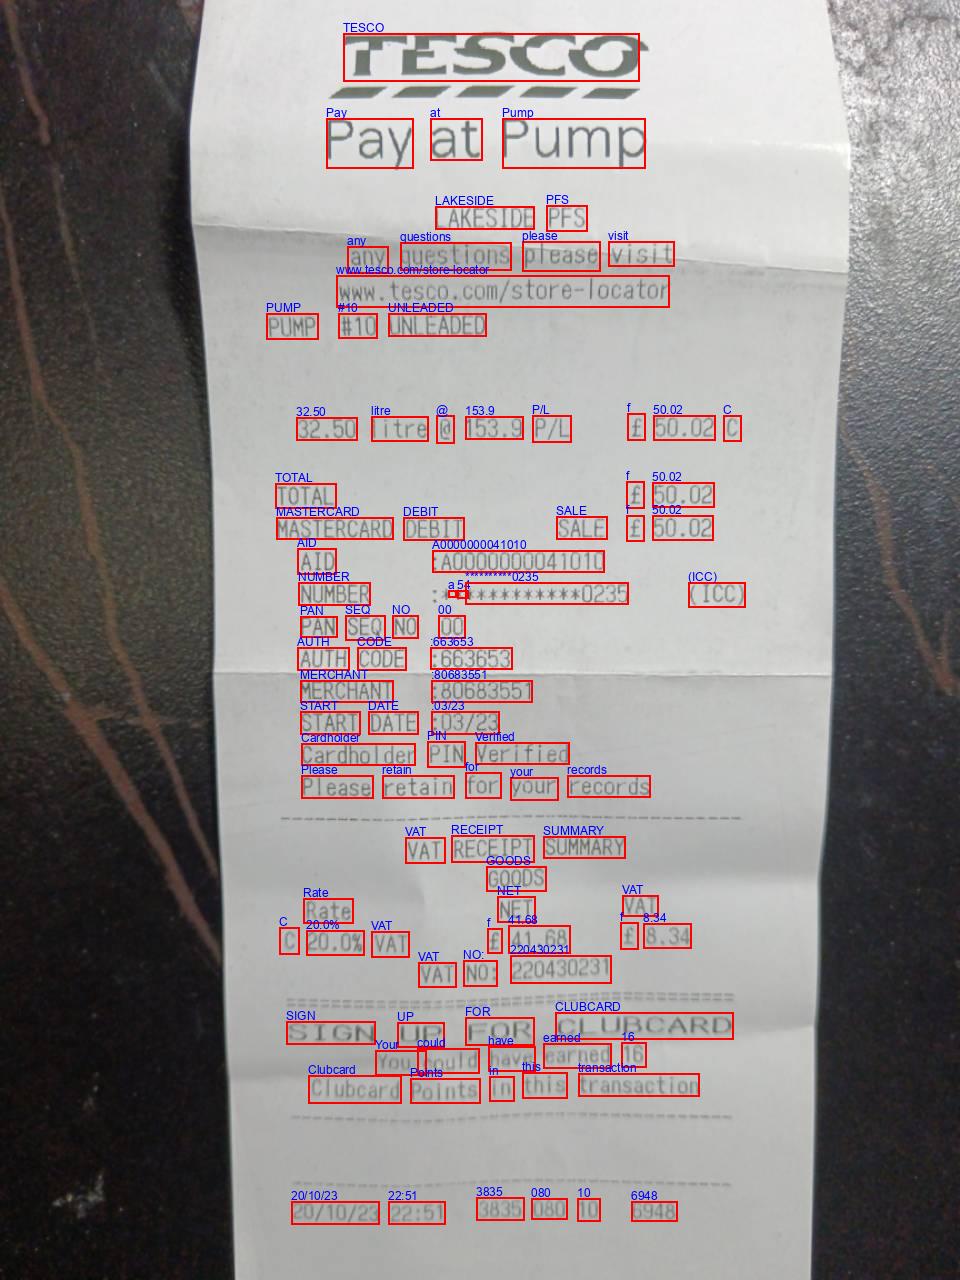 TESCO
Pay at Pump
LAKESIDE PFS
any questions please visit
www.tesco.com/store-locator
PUMP #10 UNLEADED
32.50 litre @ 153.9 P/L £ 50.02 C
TOTAL £ 50.02
MASTERCARD DEBIT SALE £ 50.02
AID :A0000000041010
NUMBER :************0235 (ICC)
PAN SEQ NO 00
AUTH CODE :663653
MERCHANT :80683551
START DATE :03/23
Cardholder PIN Verified
Please retain for your records
VAT RECEIPT SUMMARY
GOODS
Rate NET VAT
C 20.0% VAT £ 41.68 £ 8.34
VAT NO: 220430231
SIGN UP FOR CLUBCARD
You could have earned 16
Clubcard Points in this transaction
20/10/23 22:51 3835 080 10 6948